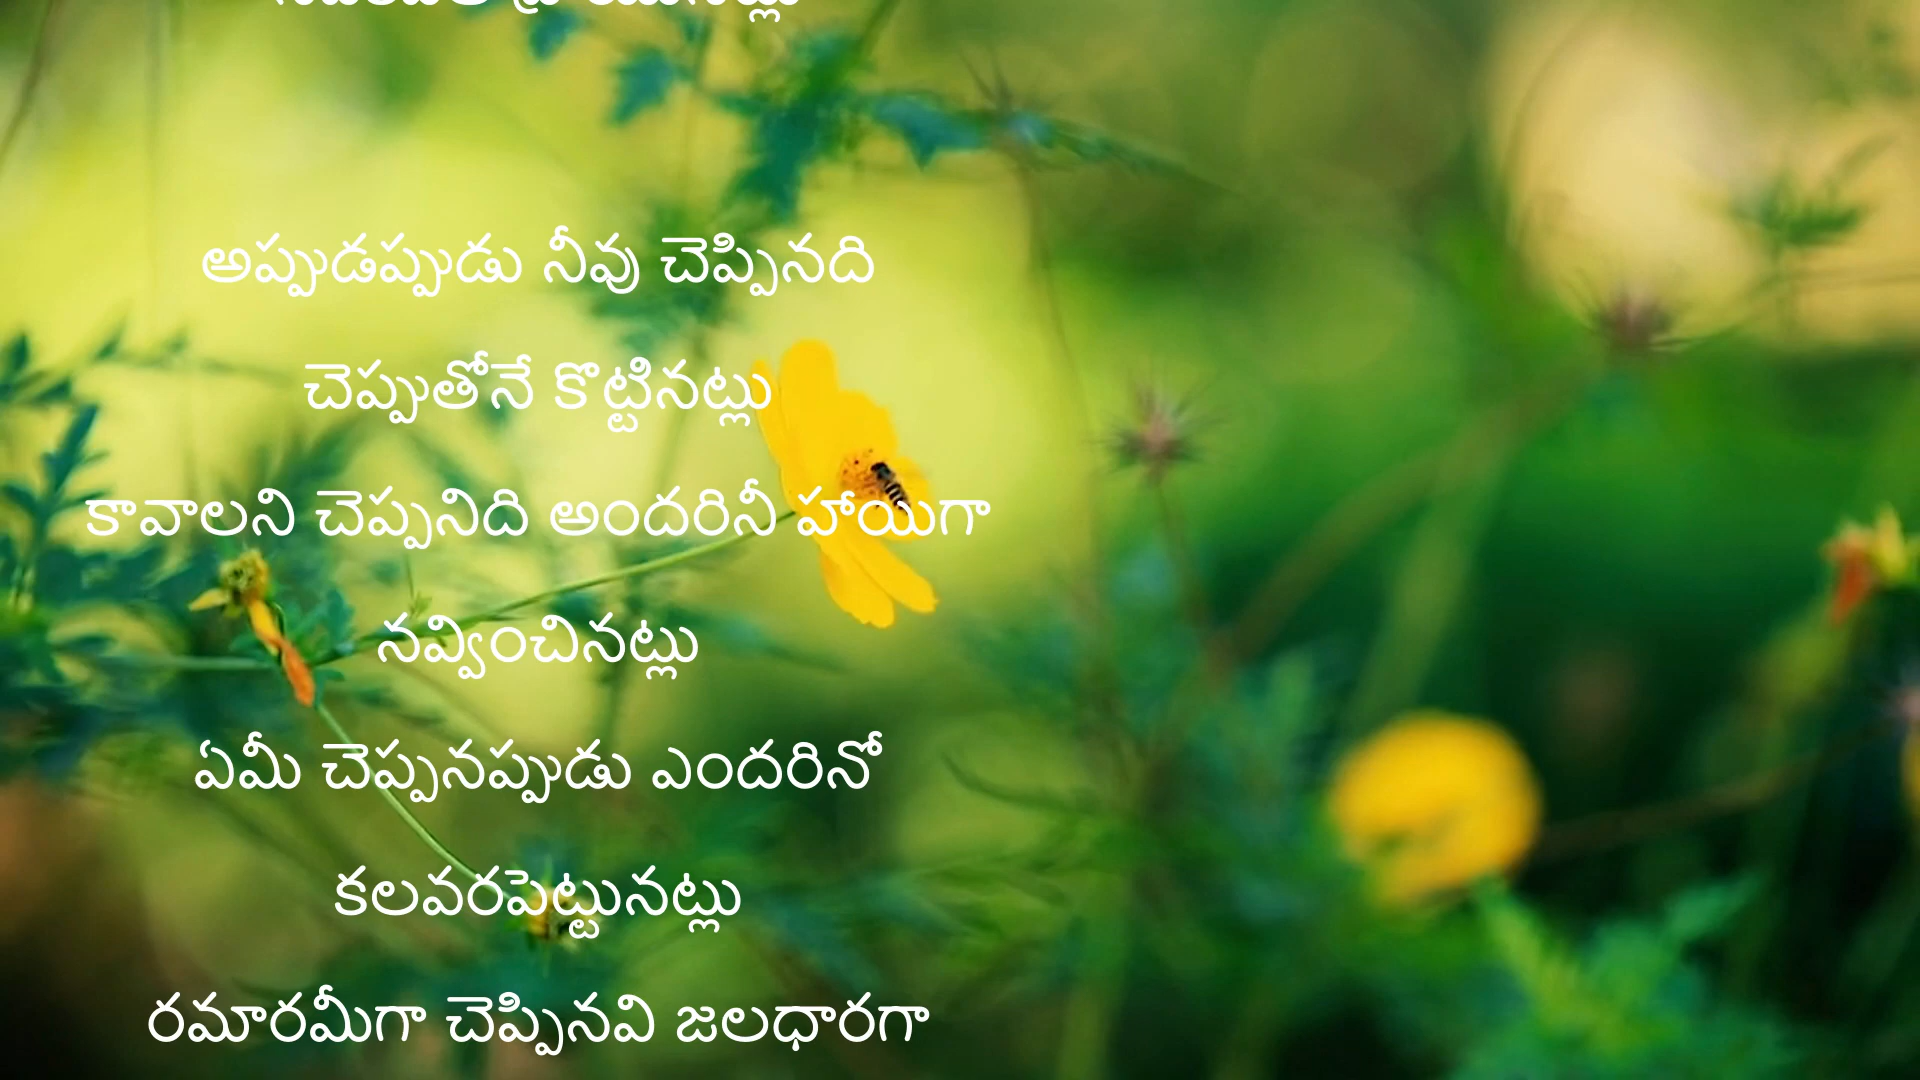 అప్పుడప్పుడు నీవు చెప్పినది
చెప్పుతోనే కొట్టినట్లు
కావాలని చెప్పనిది అందరినీ హాయిగా
నవ్వించినట్లు
ఏమీ చెప్పనప్పుడు ఎందరినో
కలవరపెట్టునట్లు
రమారమీగా చెప్పినవి జలధారగా